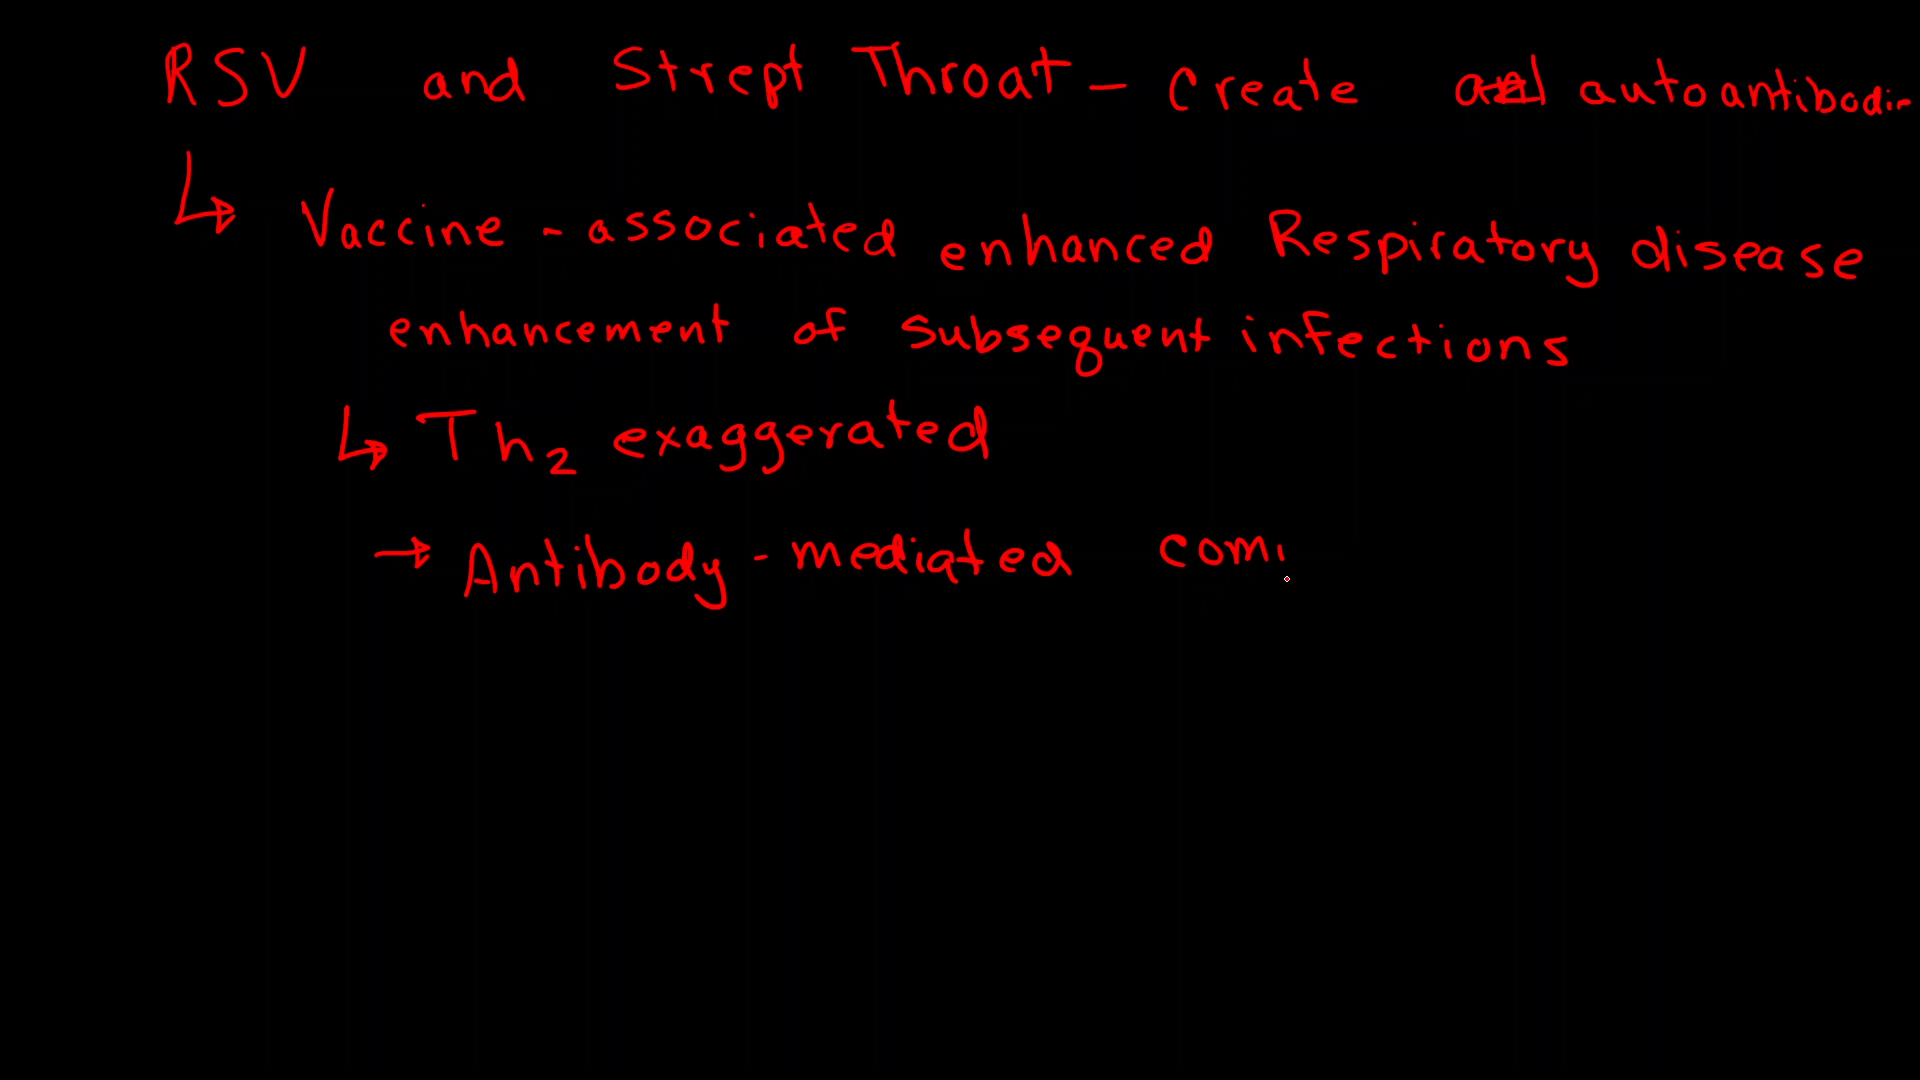 RSV and Strept Throat - Create autoantibodi
↳ Vaccine - associated enhanced Respiratory disease
enhancement of subsequent infections
↳ Th2 exaggerated
→ Antibody - mediated com